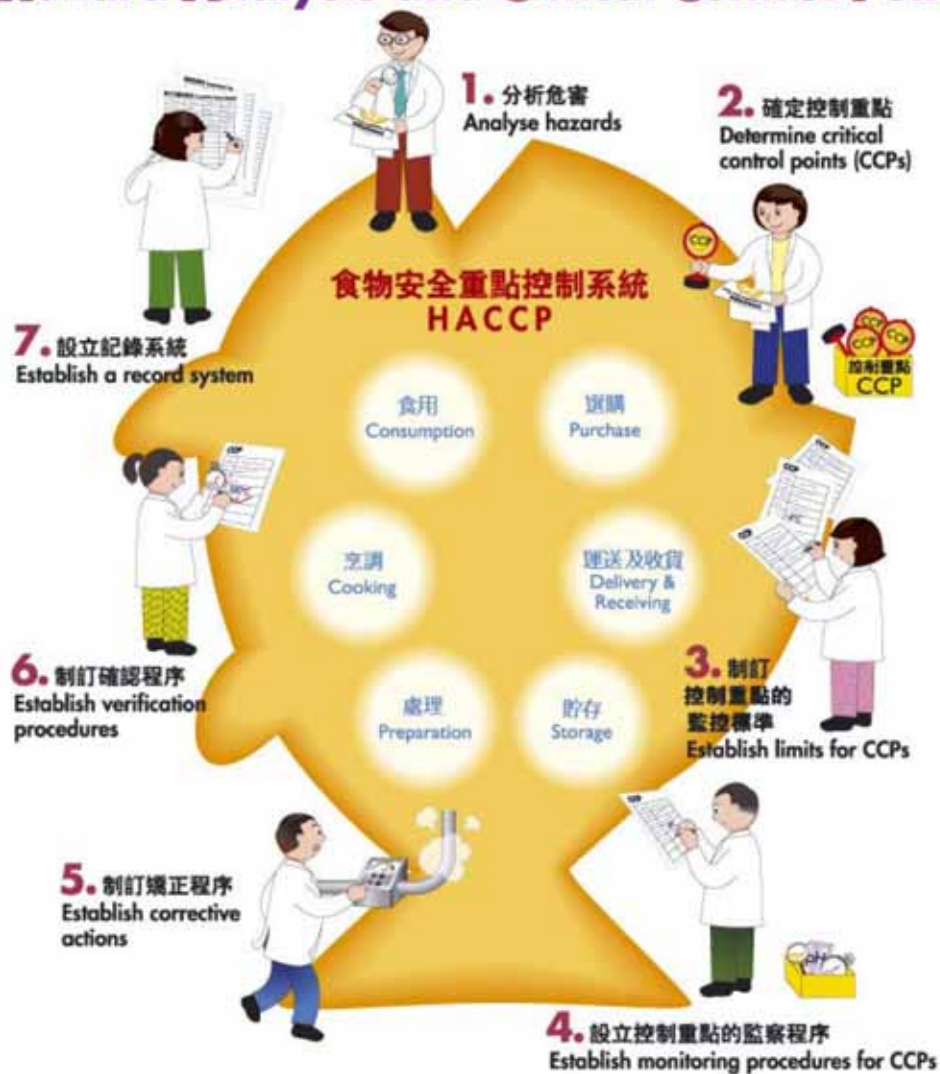 1. 分析危害
Analyse hazards
2. 確定控制重點
Determine critical
control points (CCPs)
CCP
CCP
CCP
CCP
控制重點
CCP
食物安全重點控制系統
HACCP
食用
Consumption
選購
Purchase
烹調
Cooking
運送及收貨
Delivery &
Receiving
處理
Preparation
貯存
Storage
3. 制訂
控制重點的
監控標準
Establish limits for CCPs
4. 設立控制重點的監察程序
Establish monitoring procedures for CCPs
pH
5. 制訂矯正程序
Establish corrective
actions
6. 制訂確認程序
Establish verification
procedures
CCP
7. 設立記錄系統
Establish a record system